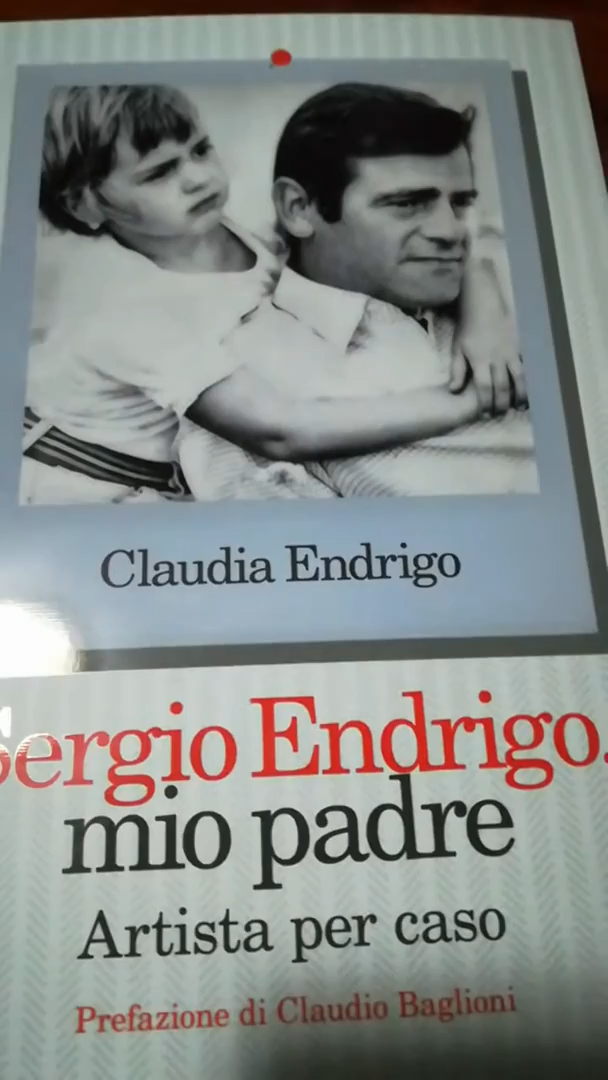 Claudia Endrigo
Sergio Endrigo,
mio padre
Artista per caso
Prefazione di Claudio Baglioni